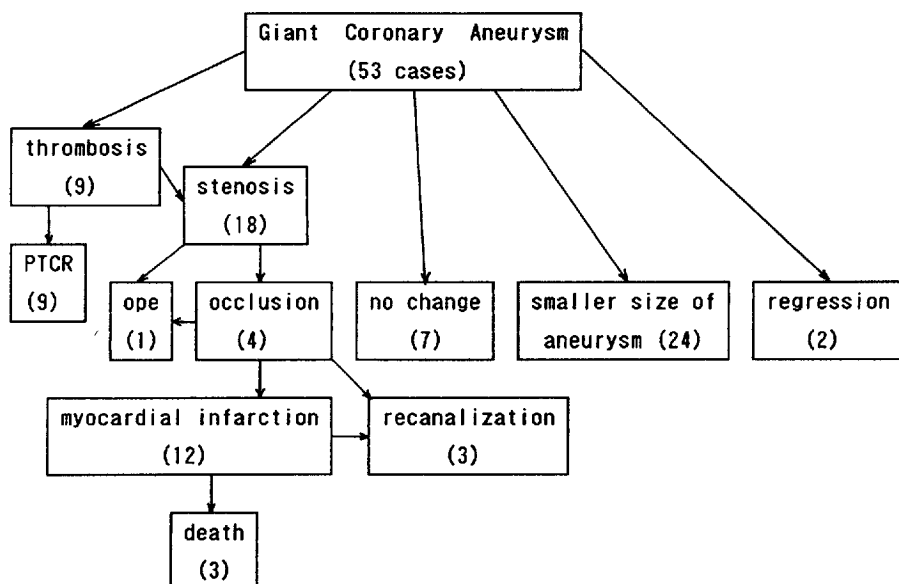 Giant Coronary Aneurysm
(53 cases)
thrombosis
(9)
stenosis
(18)
PTCR
(9)
ope
(1)
occlusion
(4)
no change
(7)
smaller size of
aneurysm (24)
regression
(2)
myocardial infarction
(12)
recanalization
(3)
death
(3)